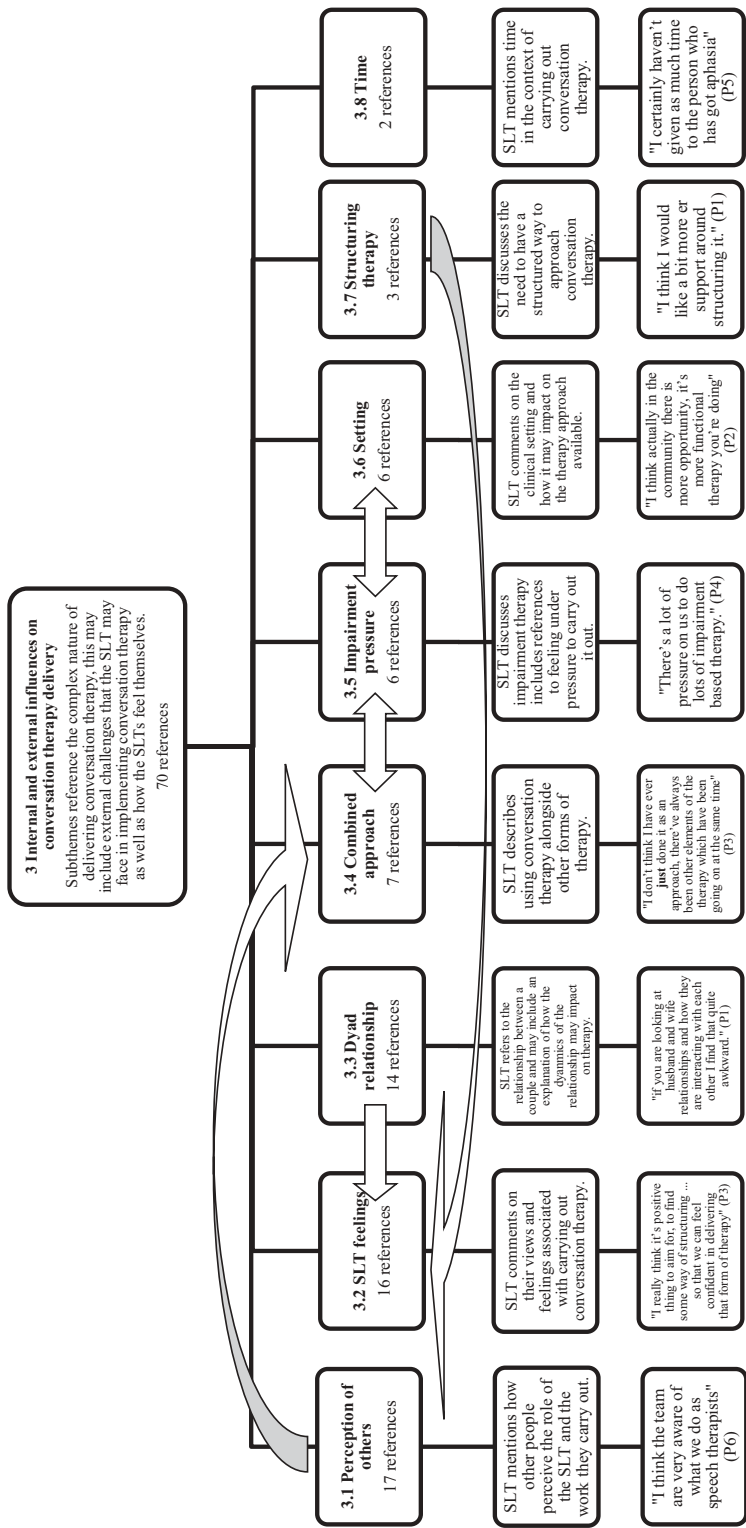 3 Internal and external influences on
conversation therapy delivery
Subthemes reference the complex nature of
delivering conversation therapy, this may
include external challenges that the SLT may
face in implementing conversation therapy
as well as how the SLTs feel themselves.
70 references
3.1 Perception of
others
17 references
SLT mentions how
other people
perceive the role of
the SLT and the
work they carry out.
"I think the team
are very aware of
what we do as
speech therapists"
(P6)
3.2 SLT feelings
16 references
SLT comments on
their views and
feelings associated
with carrying out
conversation therapy.
"I really think it's positive
thing to aim for, to find
some way of structuring ...
so that we can feel
confident in delivering
that form of therapy" (P3)
3.3 Dyad
relationship
14 references
SLT refers to the
relationship between a
couple and may include an
explanation of how the
dyanmics of the
relationship may impact
on therapy.
"if you are looking at
husband and wife
relationships and how they
are interacting with each
other I find that quite
awkward." (P1)
3.4 Combined
approach
7 references
SLT describes
using conversation
therapy alongside
other forms of
therapy.
"I don't think I have ever
just done it as an
approach, there've always
been other elements of the
therapy which have been
going on at the same time"
(P3)
3.5 Impairment
pressure
6 references
SLT discusses
impairment therapy
includes references
to feeling under
pressure to carry out
it out.
"There's a lot of
pressure on us to do
lots of impairment
based therapy." (P4)
3.6 Setting
6 references
SLT comments on the
clinical setting and
how it may impact on
the therapy approach
available.
"I think actually in the
community there is
more opportunity, it's
more functional
therapy you're doing"
(P2)
3.7 Structuring
therapy
3 references
SLT discusses the
need to have a
structured way to
approach
conversation
therapy.
"I think I would
like a bit more er
support around
structuring it." (P1)
3.8 Time
2 references
SLT mentions time
in the context of
carrying out
conversation
therapy.
"I certainly haven't
given as much time
to the person who
has got aphasia"
(P5)